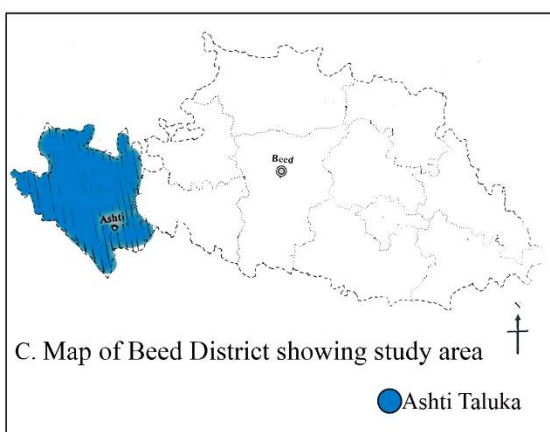 Beed
Ashti
N
C. Map of Beed District showing study area
Ashti Taluka